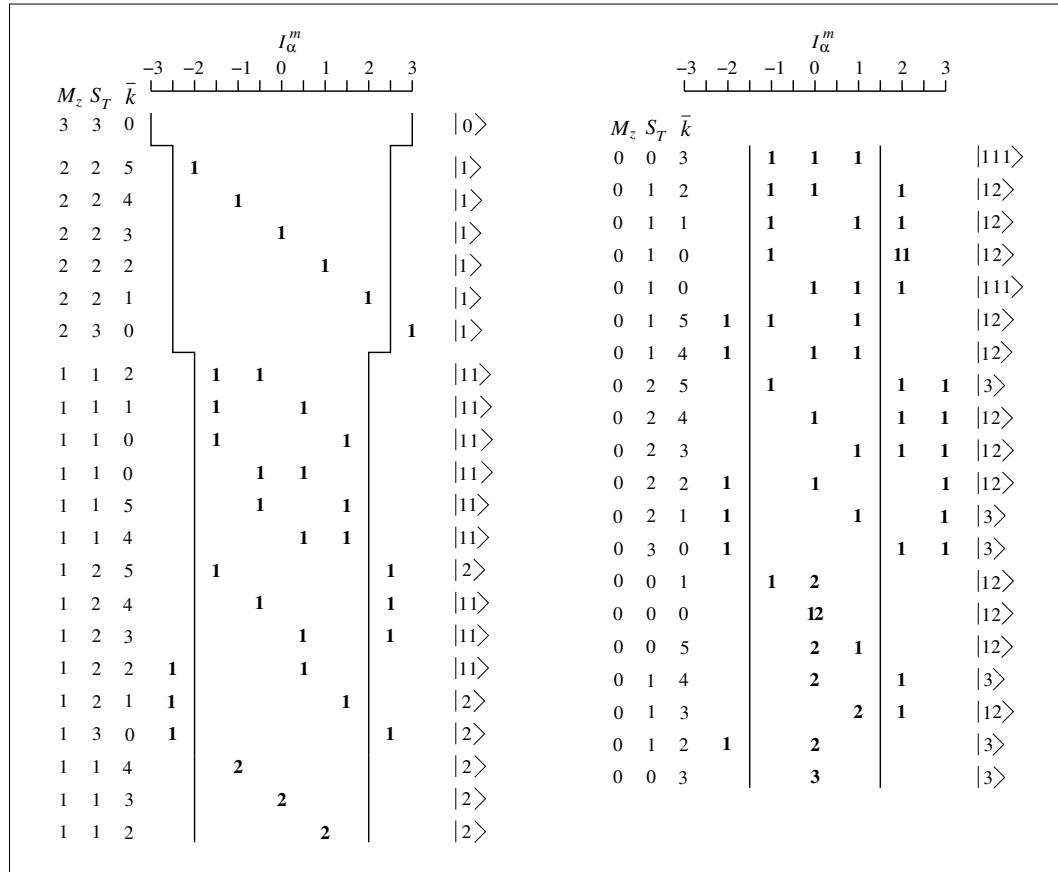 I_α^m
−3 −2 −1 0 1 2 3
M_z S_T k̄
3 3 0 |0⟩
2 2 5 1 |1⟩
2 2 4 1 |1⟩
2 2 3 1 |1⟩
2 2 2 1 |1⟩
2 2 1 1 |1⟩
2 3 0 1 |1⟩
1 1 2 1 1 |11⟩
1 1 1 1 1 |11⟩
1 1 0 1 1 |11⟩
1 1 0 1 1 |11⟩
1 1 5 1 1 |11⟩
1 1 4 1 1 |11⟩
1 2 5 1 1 |2⟩
1 2 4 1 1 |11⟩
1 2 3 1 1 |11⟩
1 2 2 1 1 |11⟩
1 2 1 1 1 |2⟩
1 3 0 1 1 |2⟩
1 1 4 2 |2⟩
1 1 3 2 |2⟩
1 1 2 2 |2⟩
I_α^m
−3 −2 −1 0 1 2 3
M_z S_T k̄
0 0 3 1 1 1 |111⟩
0 1 2 1 1 1 |12⟩
0 1 1 1 1 1 |12⟩
0 1 0 1 11 |12⟩
0 1 0 1 1 1 |111⟩
0 1 5 1 1 1 |12⟩
0 1 4 1 1 1 |12⟩
0 2 5 1 1 1 |3⟩
0 2 4 1 1 1 |12⟩
0 2 3 1 1 1 |12⟩
0 2 2 1 1 1 |12⟩
0 2 1 1 1 1 |3⟩
0 3 0 1 1 1 |3⟩
0 0 1 1 2 |12⟩
0 0 0 12 |12⟩
0 0 5 2 1 |12⟩
0 1 4 2 1 |3⟩
0 1 3 2 1 |12⟩
0 1 2 1 2 |3⟩
0 0 3 3 |3⟩